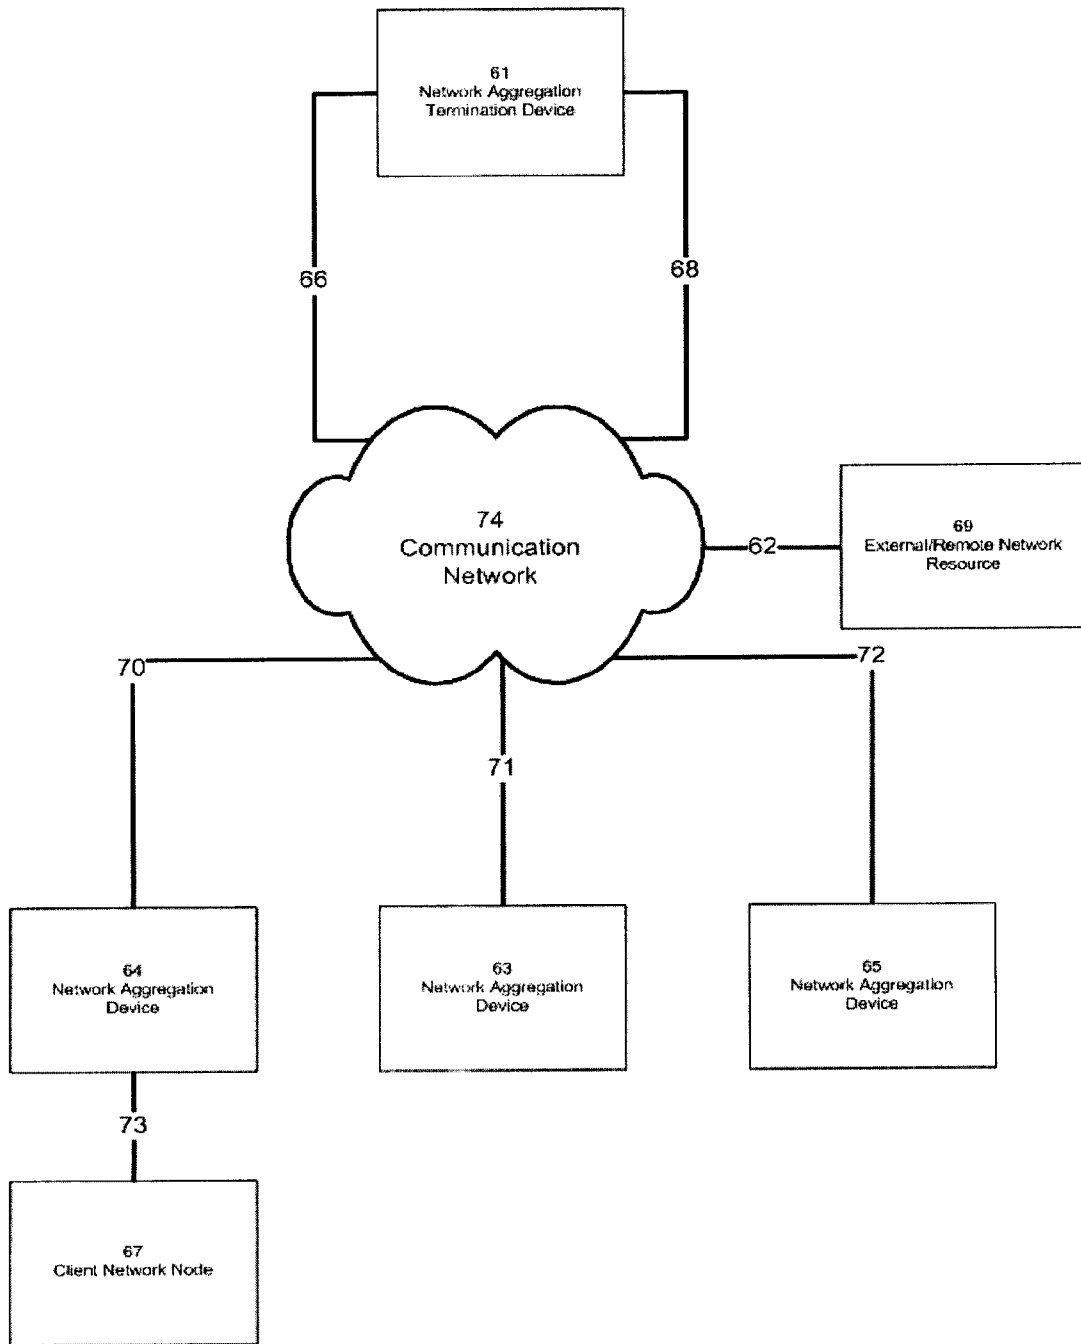 61
Network Aggregation
Termination Device
66
68
74
Communication
Network
62
69
External/Remote Network
Resource
70
72
71
64
Network Aggregation
Device
63
Network Aggregation
Device
65
Network Aggregation
Device
73
67
Client Network Node